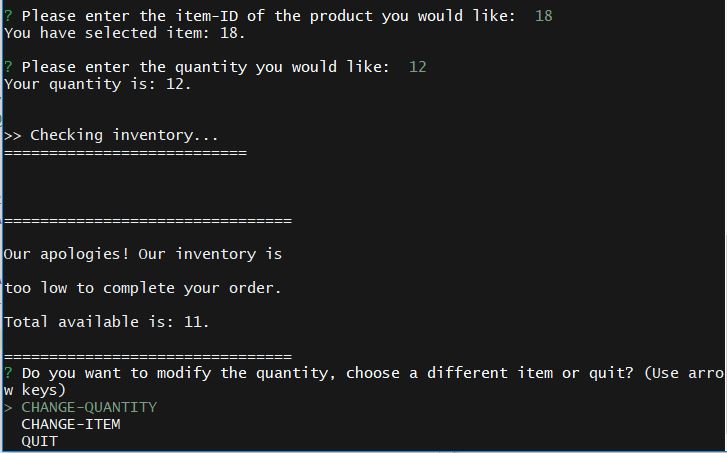 ? Please enter the item-ID of the product you would like:  18
You have selected item: 18.
? Please enter the quantity you would like:  12
Your quantity is: 12.
>> Checking inventory...
===========================
================================
Our apologies! Our inventory is
too low to complete your order.
Total available is: 11.
================================
? Do you want to modify the quantity, choose a different item or quit? (Use arro
w keys)
> CHANGE-QUANTITY
  CHANGE-ITEM
  QUIT